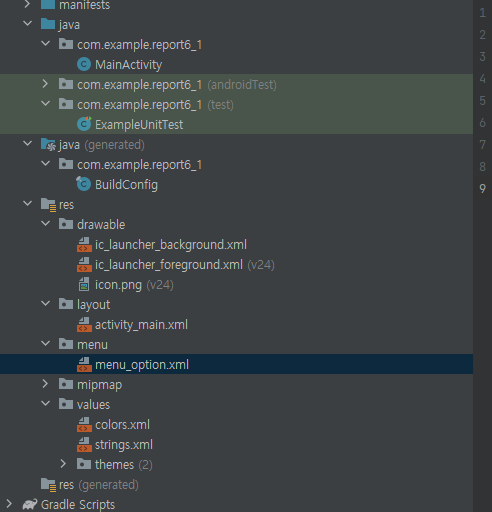 manifests
java
com.example.report6_1
MainActivity
com.example.report6_1 (androidTest)
com.example.report6_1 (test)
ExampleUnitTest
java (generated)
com.example.report6_1
BuildConfig
res
drawable
ic_launcher_background.xml
ic_launcher_foreground.xml (v24)
icon.png (v24)
layout
activity_main.xml
menu
menu_option.xml
mipmap
values
colors.xml
strings.xml
themes (2)
res (generated)
Gradle Scripts
1
2
3
4
5
6
7
8
9